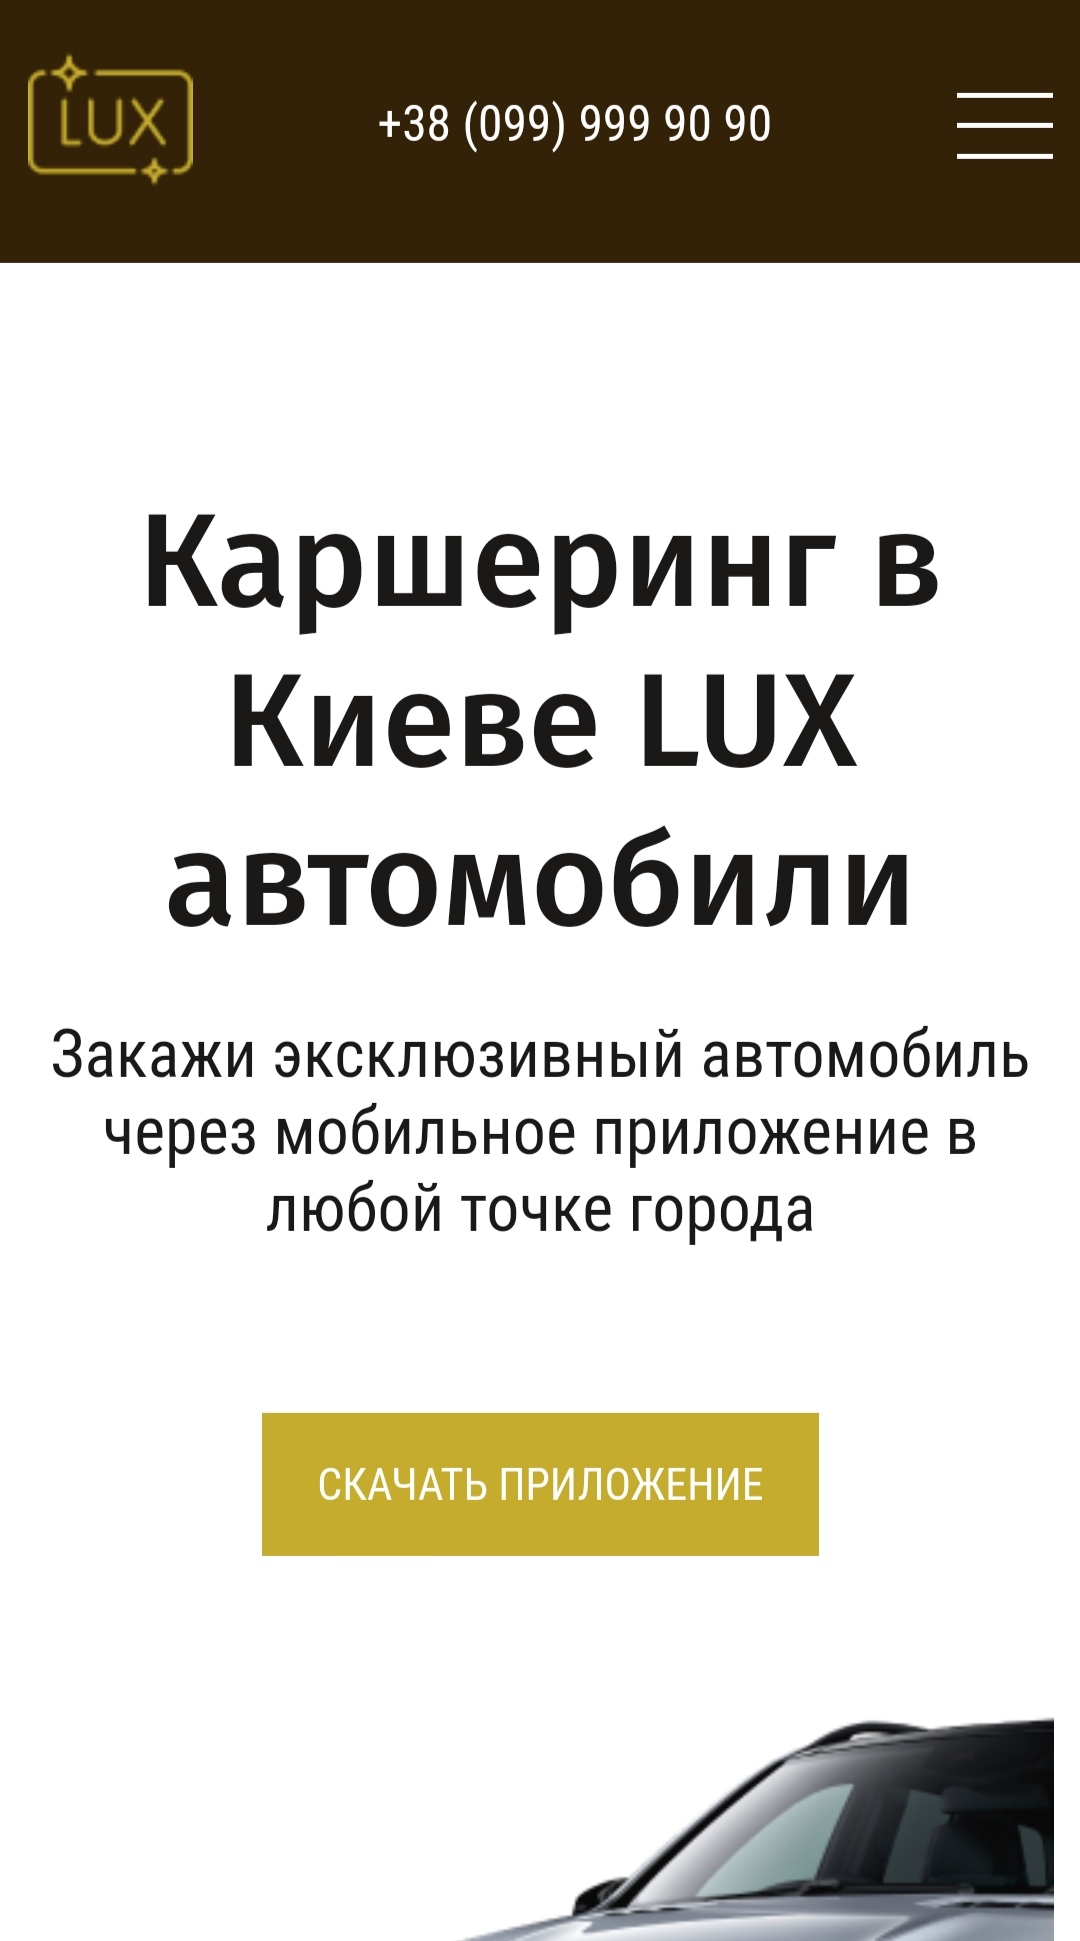 LUX
+38 (099) 999 90 90
Каршеринг в
Киеве LUX
автомобили
Закажи эксклюзивный автомобиль
через мобильное приложение в
любой точке города
СКАЧАТЬ ПРИЛОЖЕНИЕ